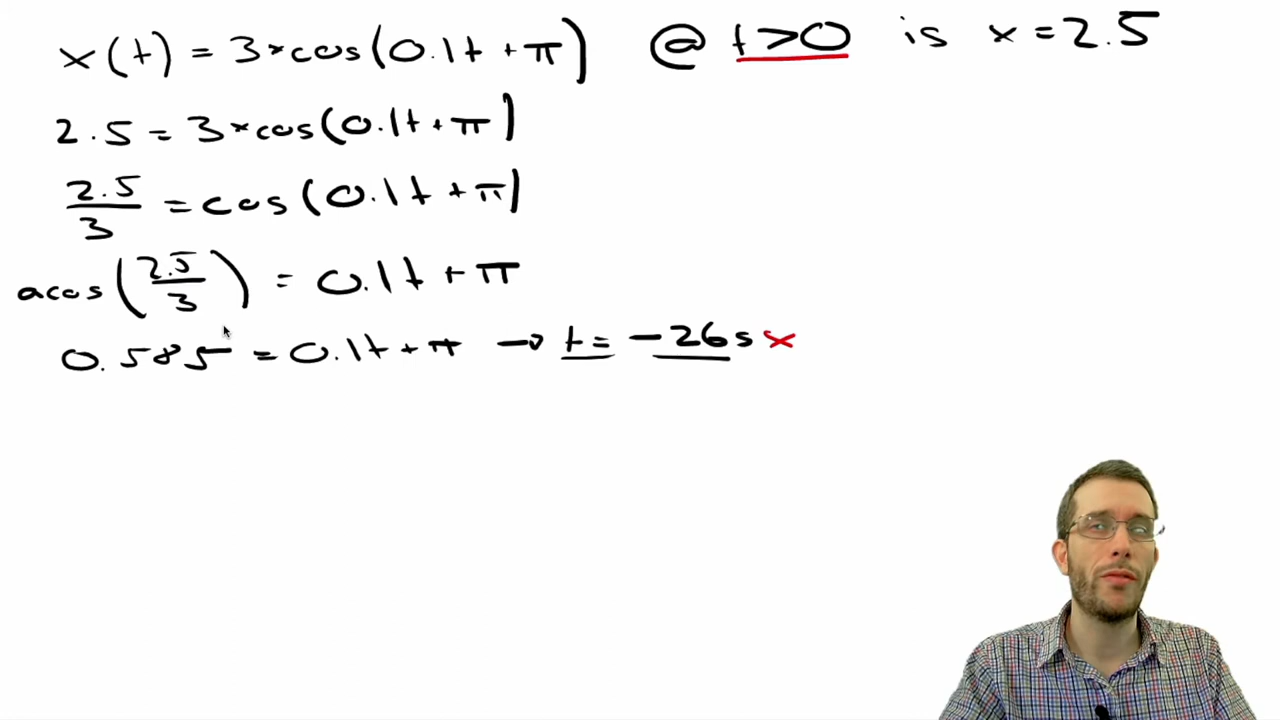 x(t) = 3*cos(0.1t + π) @ t>0 is x = 2.5
2.5 = 3*cos(0.1t + π)
2.5/3 = cos(0.1t + π)
acos(2.5/3) = 0.1t + π
0.585 = 0.1t + π → t = -26s ×